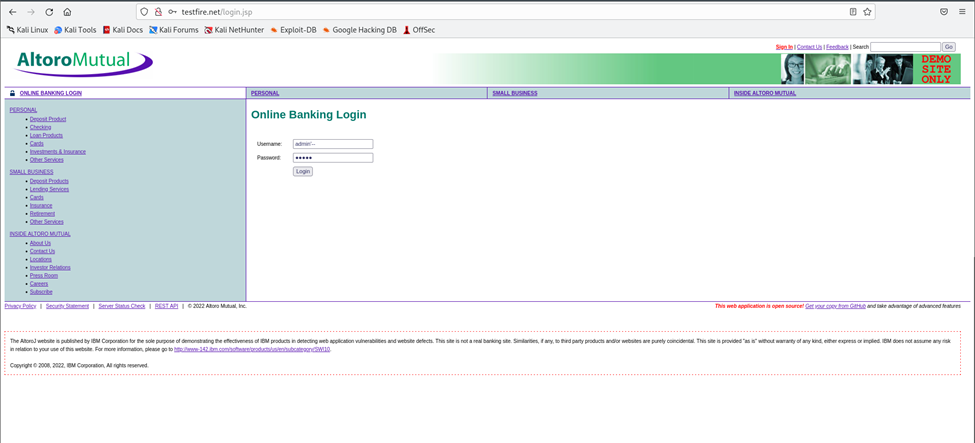 testfire.net/login.jsp
Kali Linux Kali Tools Kali Docs Kali Forums Kali NetHunter Exploit-DB Google Hacking DB OffSec
Sign In | Contact Us | Feedback | Search Go
AltoroMutual
DEMO
SITE
ONLY
ONLINE BANKING LOGIN PERSONAL SMALL BUSINESS INSIDE ALTORO MUTUAL
PERSONAL
Deposit Product
Checking
Loan Products
Cards
Investments & Insurance
Other Services
SMALL BUSINESS
Deposit Products
Lending Services
Cards
Insurance
Retirement
Other Services
INSIDE ALTORO MUTUAL
About Us
Contact Us
Locations
Investor Relations
Press Room
Careers
Subscribe
Online Banking Login
Username: admin'--
Password: •••••
Login
Privacy Policy | Security Statement | Server Status Check | REST API | © 2022 Altoro Mutual, Inc.
This web application is open source! Get your copy from GitHub and take advantage of advanced features
The AltoroJ website is published by IBM Corporation for the sole purpose of demonstrating the effectiveness of IBM products in detecting web application vulnerabilities and website defects. This site is not a real banking site. Similarities, if any, to third party products and/or websites are purely coincidental. This site is provided "as is" without warranty of any kind, either express or implied. IBM does not assume any risk
in relation to your use of this website. For more information, please go to http://www-142.ibm.com/software/products/us/en/subcategory/SWI10.
Copyright © 2008, 2022, IBM Corporation, All rights reserved.